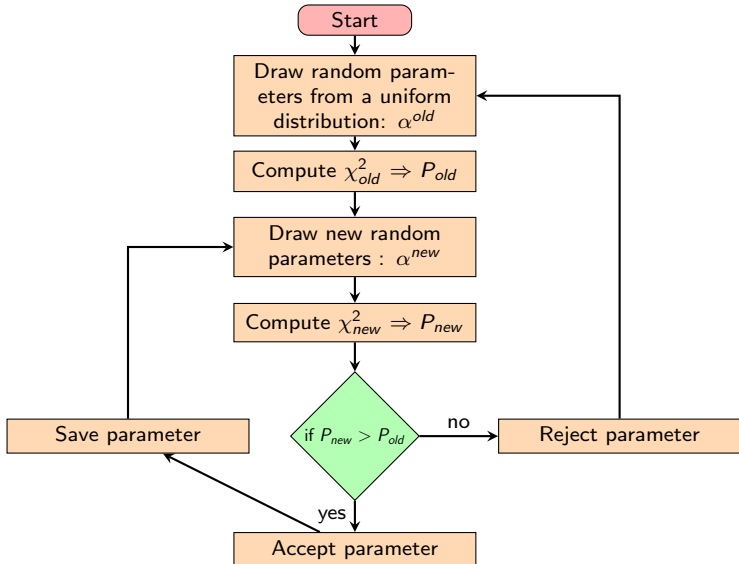 Start
Draw random param-
eters from a uniform
distribution: α^old
Compute χ²_old ⇒ P_old
Draw new random
parameters : α^new
Compute χ²_new ⇒ P_new
Save parameter
if P_new > P_old
no
Reject parameter
yes
Accept parameter